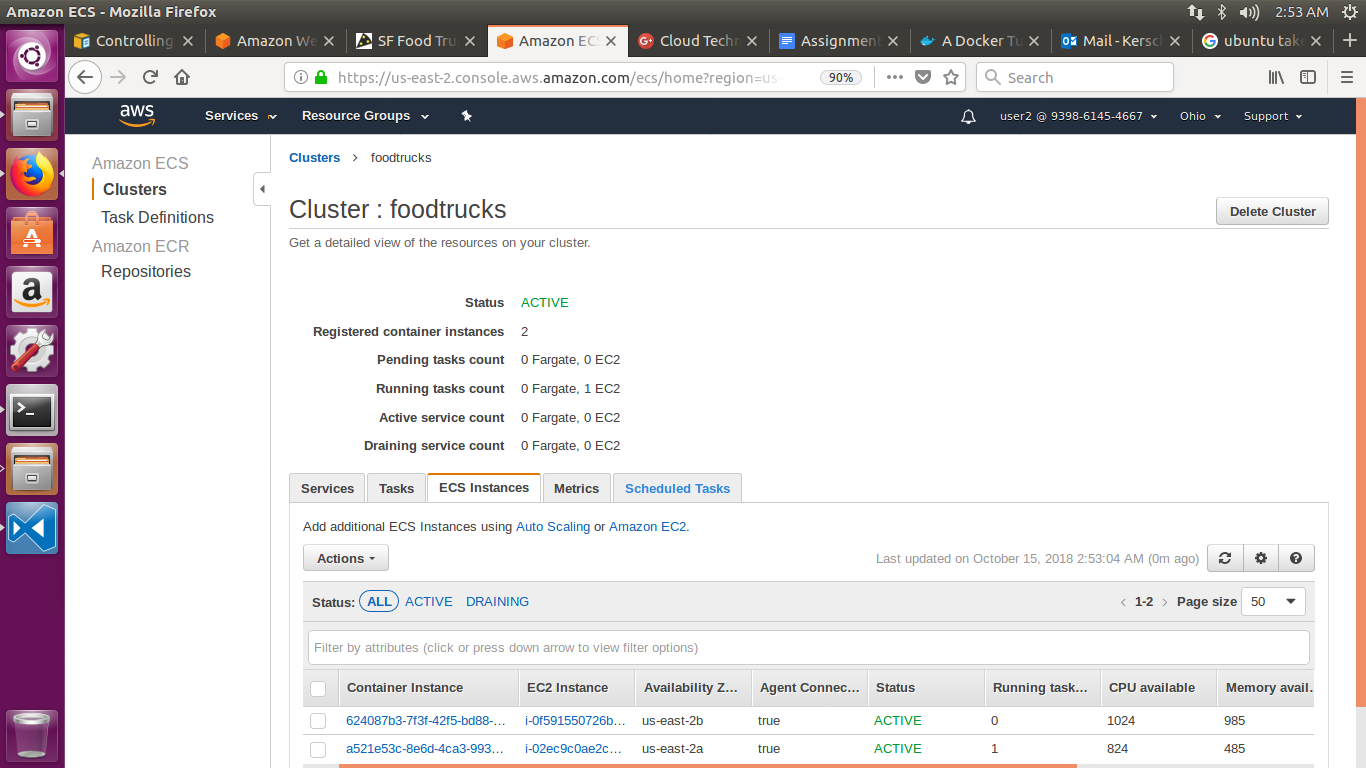 Amazon ECS - Mozilla Firefox
2:53 AM
Controlling
Amazon We
SF Food Tru
Amazon ECS
Cloud Techn
Assignment
A Docker Tu
Mail - Kersch
ubuntu take
https://us-east-2.console.aws.amazon.com/ecs/home?region=us-
90%
Search
aws
Services
Resource Groups
user2 @ 9398-6145-4667
Ohio
Support
Amazon ECS
Clusters
Task Definitions
Amazon ECR
Repositories
Clusters > foodtrucks
Cluster : foodtrucks
Delete Cluster
Get a detailed view of the resources on your cluster.
Status ACTIVE
Registered container instances 2
Pending tasks count 0 Fargate, 0 EC2
Running tasks count 0 Fargate, 1 EC2
Active service count 0 Fargate, 0 EC2
Draining service count 0 Fargate, 0 EC2
Services
Tasks
ECS Instances
Metrics
Scheduled Tasks
Add additional ECS Instances using Auto Scaling or Amazon EC2.
Actions
Last updated on October 15, 2018 2:53:04 AM (0m ago)
Status: ALL ACTIVE DRAINING
< 1-2 > Page size 50
Filter by attributes (click or press down arrow to view filter options)
Container Instance EC2 Instance Availability Z... Agent Connec... Status Running task... CPU available Memory avail.
624087b3-7f3f-42f5-bd88-... i-0f591550726b... us-east-2b true ACTIVE 0 1024 985
a521e53c-8e6d-4ca3-993... i-02ec9c0ae2c... us-east-2a true ACTIVE 1 824 485